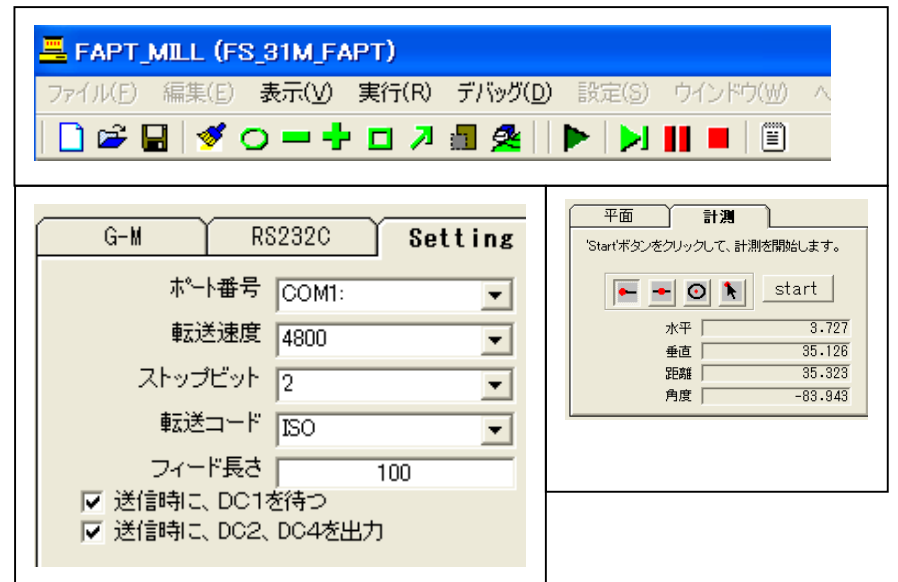 FAPT_MILL (FS_31M_FAPT)
ファイル(F) 編集(E) 表示(V) 実行(R) デバッグ(D) 設定(S) ウインドウ(W) ヘ
G-M RS232C Setting
ポート番号 COM1:
転送速度 4800
ストップビット 2
転送コード ISO
フィード長さ 100
送信時に、DC1を待つ
送信時に、DC2、DC4を出力
平面 計測
'Start'ボタンをクリックして、計測を開始します。
start
水平 3.727
垂直 35.126
距離 35.323
角度 -83.943